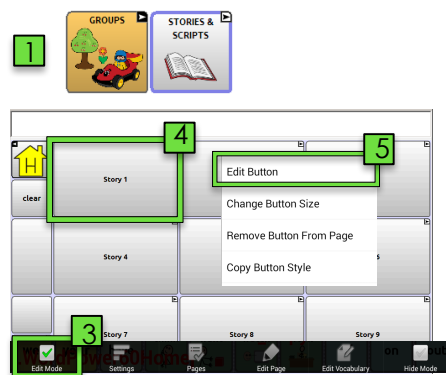 GROUPS
STORIES &
SCRIPTS
1
4
5
H
Story 1
Edit Button
clear
Change Button Size
Remove Button From Page
Story 4
Copy Button Style
3
Story 7
Story 8
Story 9
Edit Mode
Settings
Pages
Edit Page
Edit Vocabulary
Hide Mode